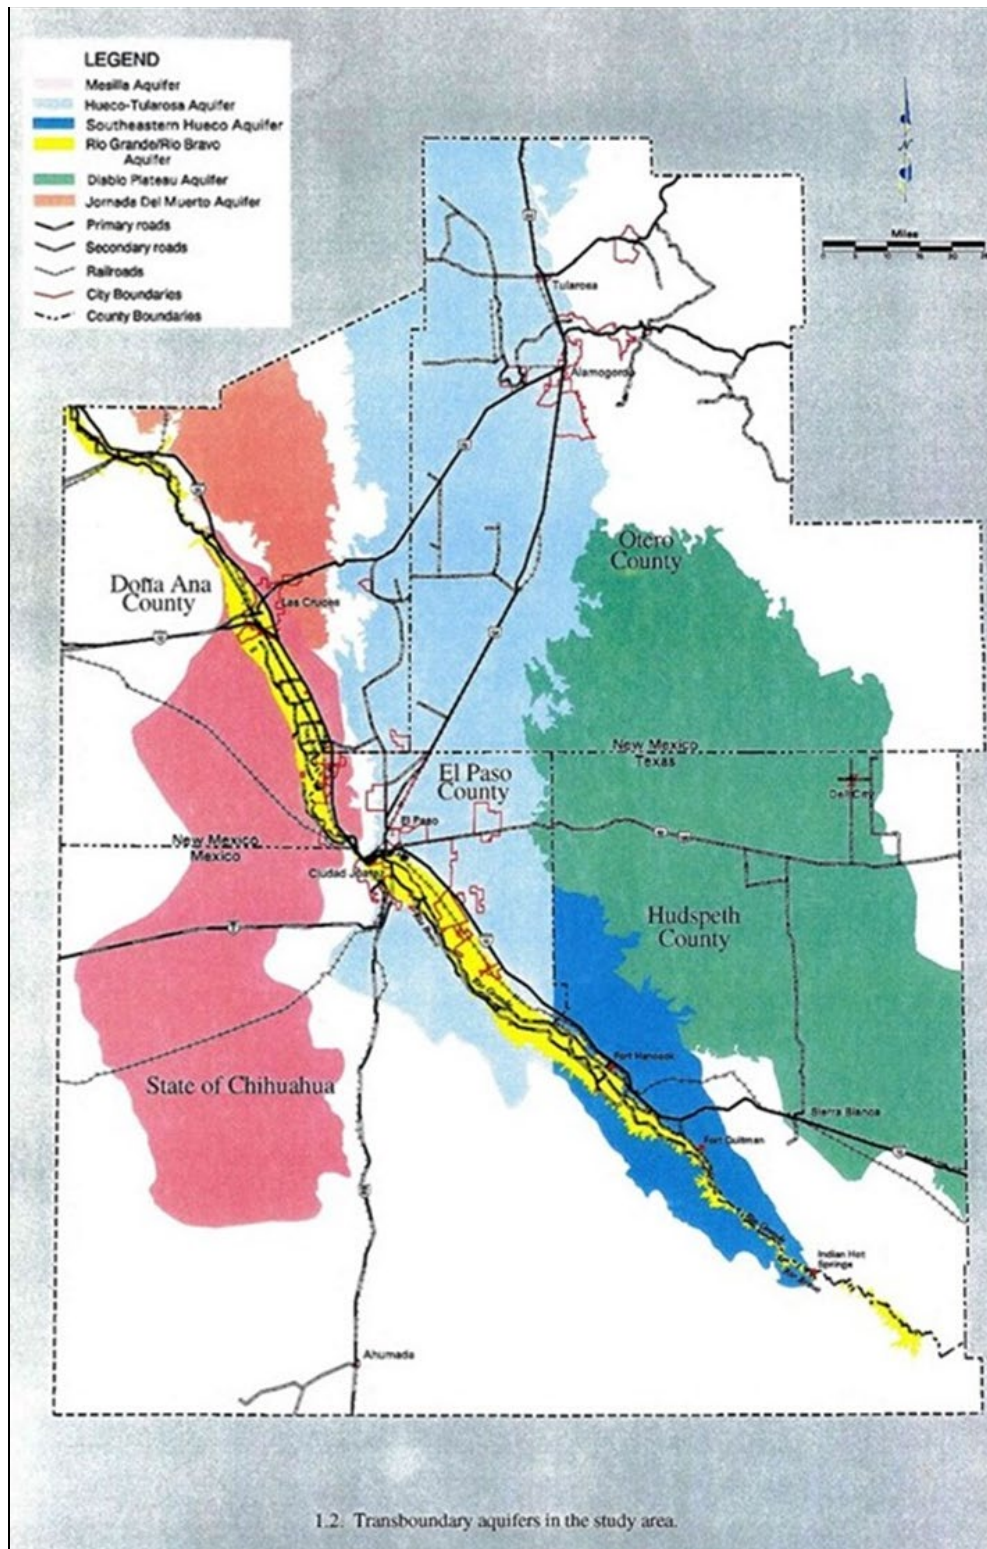 LEGEND
Mesilla Aquifer
Hueco-Tularosa Aquifer
Southeastern Hueco Aquifer
Rio Grande/Rio Bravo
Aquifer
Diablo Plateau Aquifer
Jornada Del Muerto Aquifer
Primary roads
Secondary roads
Railroads
City Boundaries
County Boundaries
N
Miles
Tularosa
Alamogordo
Otero
County
Doña Ana
County
Las Cruces
New Mexico
Texas
El Paso
County
Dell City
El Paso
New Mexico
Mexico
Ciudad Juarez
Hudspeth
County
Fort Hancock
State of Chihuahua
Sierra Blanca
Fort Quitman
Indian Hot
Springs
Ahumada
1.2. Transboundary aquifers in the study area.